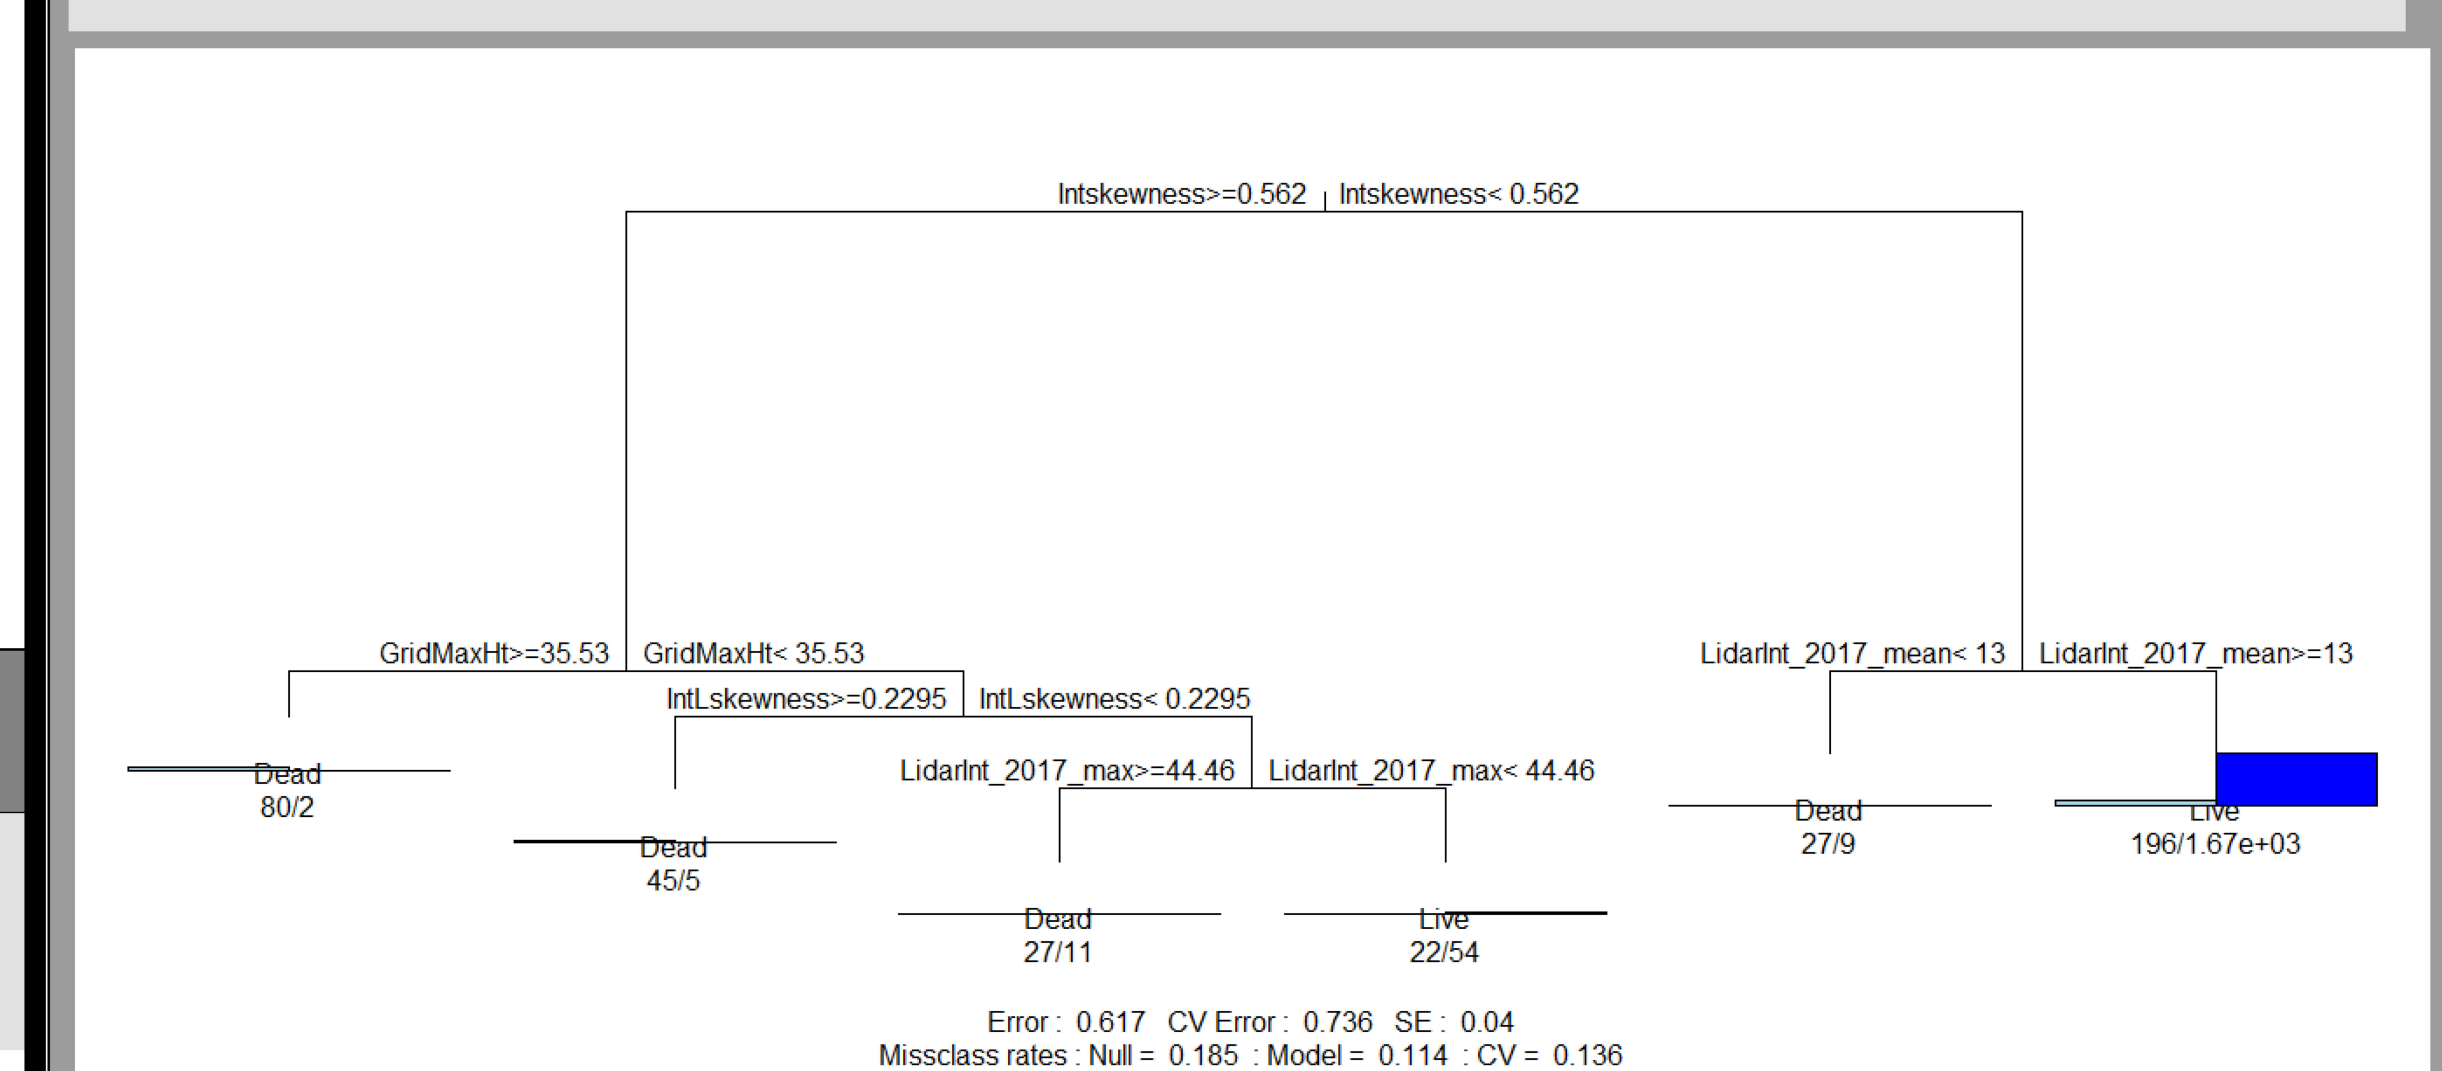 Intskewness>=0.562 Intskewness< 0.562
GridMaxHt>=35.53 GridMaxHt< 35.53 LidarInt_2017_mean< 13 LidarInt_2017_mean>=13
IntLskewness>=0.2295 IntLskewness< 0.2295
LidarInt_2017_max>=44.46 LidarInt_2017_max< 44.46
Dead
80/2
Dead
45/5
Dead
27/11
Live
22/54
Dead
27/9
Live
196/1.67e+03
Error : 0.617 CV Error : 0.736 SE : 0.04
Missclass rates : Null = 0.185 : Model = 0.114 : CV = 0.136